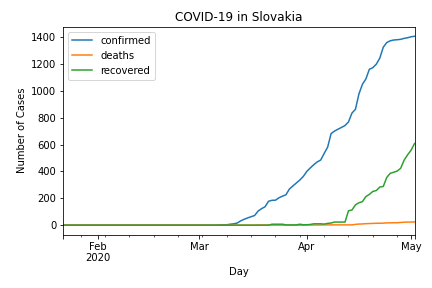 COVID-19 in Slovakia
confirmed
deaths
recovered
Number of Cases
1400
1200
1000
800
600
400
200
0
Feb
2020
Mar
Apr
May
Day